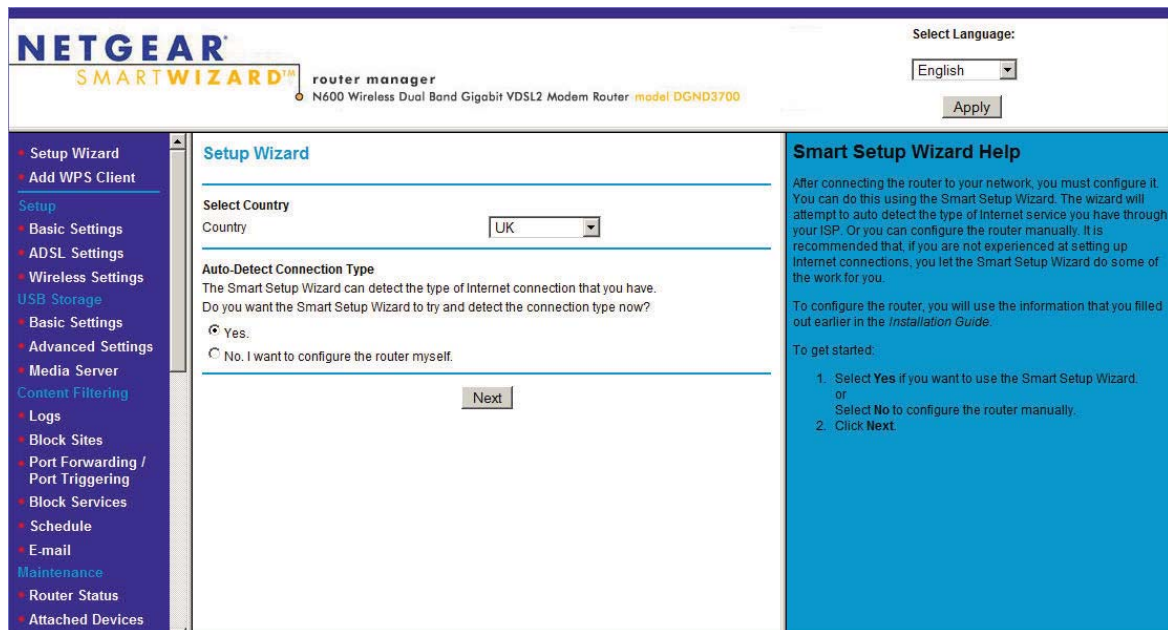 NETGEAR®
SMARTWIZARD™
router manager
N600 Wireless Dual Band Gigabit VDSL2 Modem Router model DGND3700
Select Language:
English
Apply
Setup Wizard
Add WPS Client
Setup
Basic Settings
ADSL Settings
Wireless Settings
USB Storage
Basic Settings
Advanced Settings
Media Server
Content Filtering
Logs
Block Sites
Port Forwarding /
Port Triggering
Block Services
Schedule
E-mail
Maintenance
Router Status
Attached Devices
Setup Wizard
Select Country
Country
UK
Auto-Detect Connection Type
The Smart Setup Wizard can detect the type of Internet connection that you have.
Do you want the Smart Setup Wizard to try and detect the connection type now?
Yes.
No. I want to configure the router myself.
Next
Smart Setup Wizard Help
After connecting the router to your network, you must configure it.
You can do this using the Smart Setup Wizard. The wizard will
attempt to auto detect the type of Internet service you have through
your ISP. Or you can configure the router manually. It is
recommended that, if you are not experienced at setting up
Internet connections, you let the Smart Setup Wizard do some of
the work for you.
To configure the router, you will use the information that you filled
out earlier in the Installation Guide.
To get started:
1. Select Yes if you want to use the Smart Setup Wizard.
or
Select No to configure the router manually.
2. Click Next.